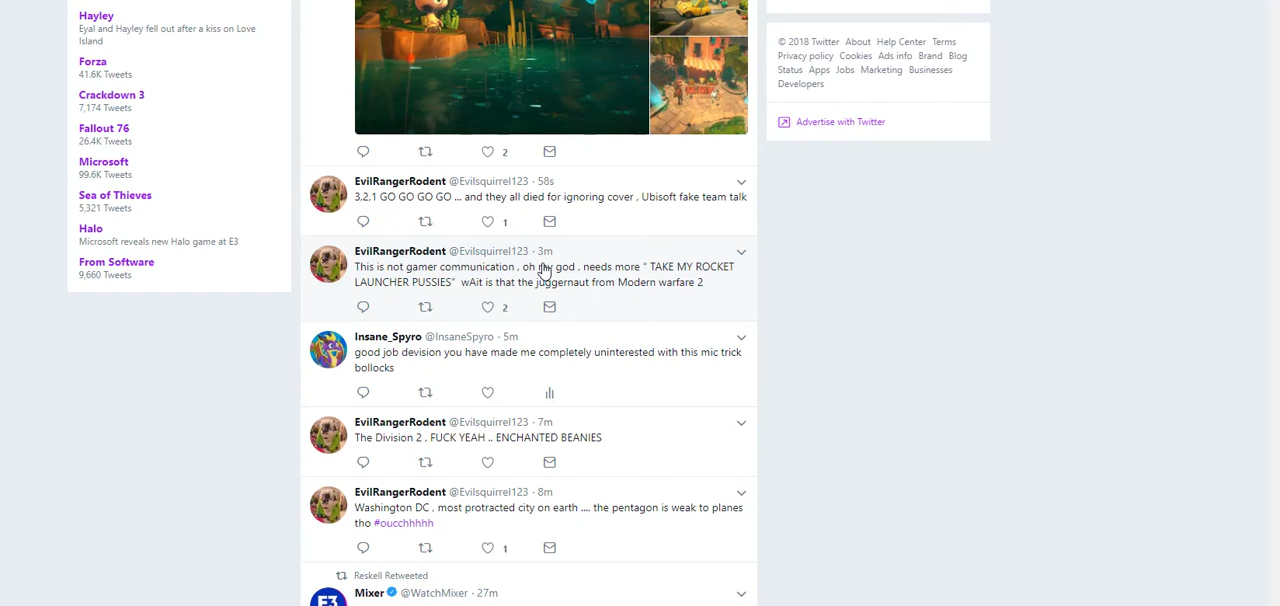 Hayley
Eyal and Hayley fell out after a kiss on Love
Island
Forza
41.6K Tweets
Crackdown 3
7,174 Tweets
Fallout 76
26.4K Tweets
Microsoft
99.6K Tweets
Sea of Thieves
5,321 Tweets
Halo
Microsoft reveals new Halo game at E3
From Software
9,660 Tweets
2
EvilRangerRodent @Evilsquirrel123 · 58s
3,2,1 GO GO GO GO ... and they all died for ignoring cover , Ubisoft fake team talk
1
EvilRangerRodent @Evilsquirrel123 · 3m
This is not gamer communication , oh my god , needs more " TAKE MY ROCKET
LAUNCHER PUSSIES" wAit is that the juggernaut from Modern warfare 2
2
Insane_Spyro @InsaneSpyro · 5m
good job devision you have made me completely uninterested with this mic trick
bollocks
EvilRangerRodent @Evilsquirrel123 · 7m
The Division 2 , FUCK YEAH .. ENCHANTED BEANIES
EvilRangerRodent @Evilsquirrel123 · 8m
Washington DC , most protracted city on earth .... the pentagon is weak to planes
tho #oucchhhhh
1
Reskell Retweeted
E3
Mixer @WatchMixer · 27m
© 2018 Twitter About Help Center Terms
Privacy policy Cookies Ads info Brand Blog
Status Apps Jobs Marketing Businesses
Developers
Advertise with Twitter